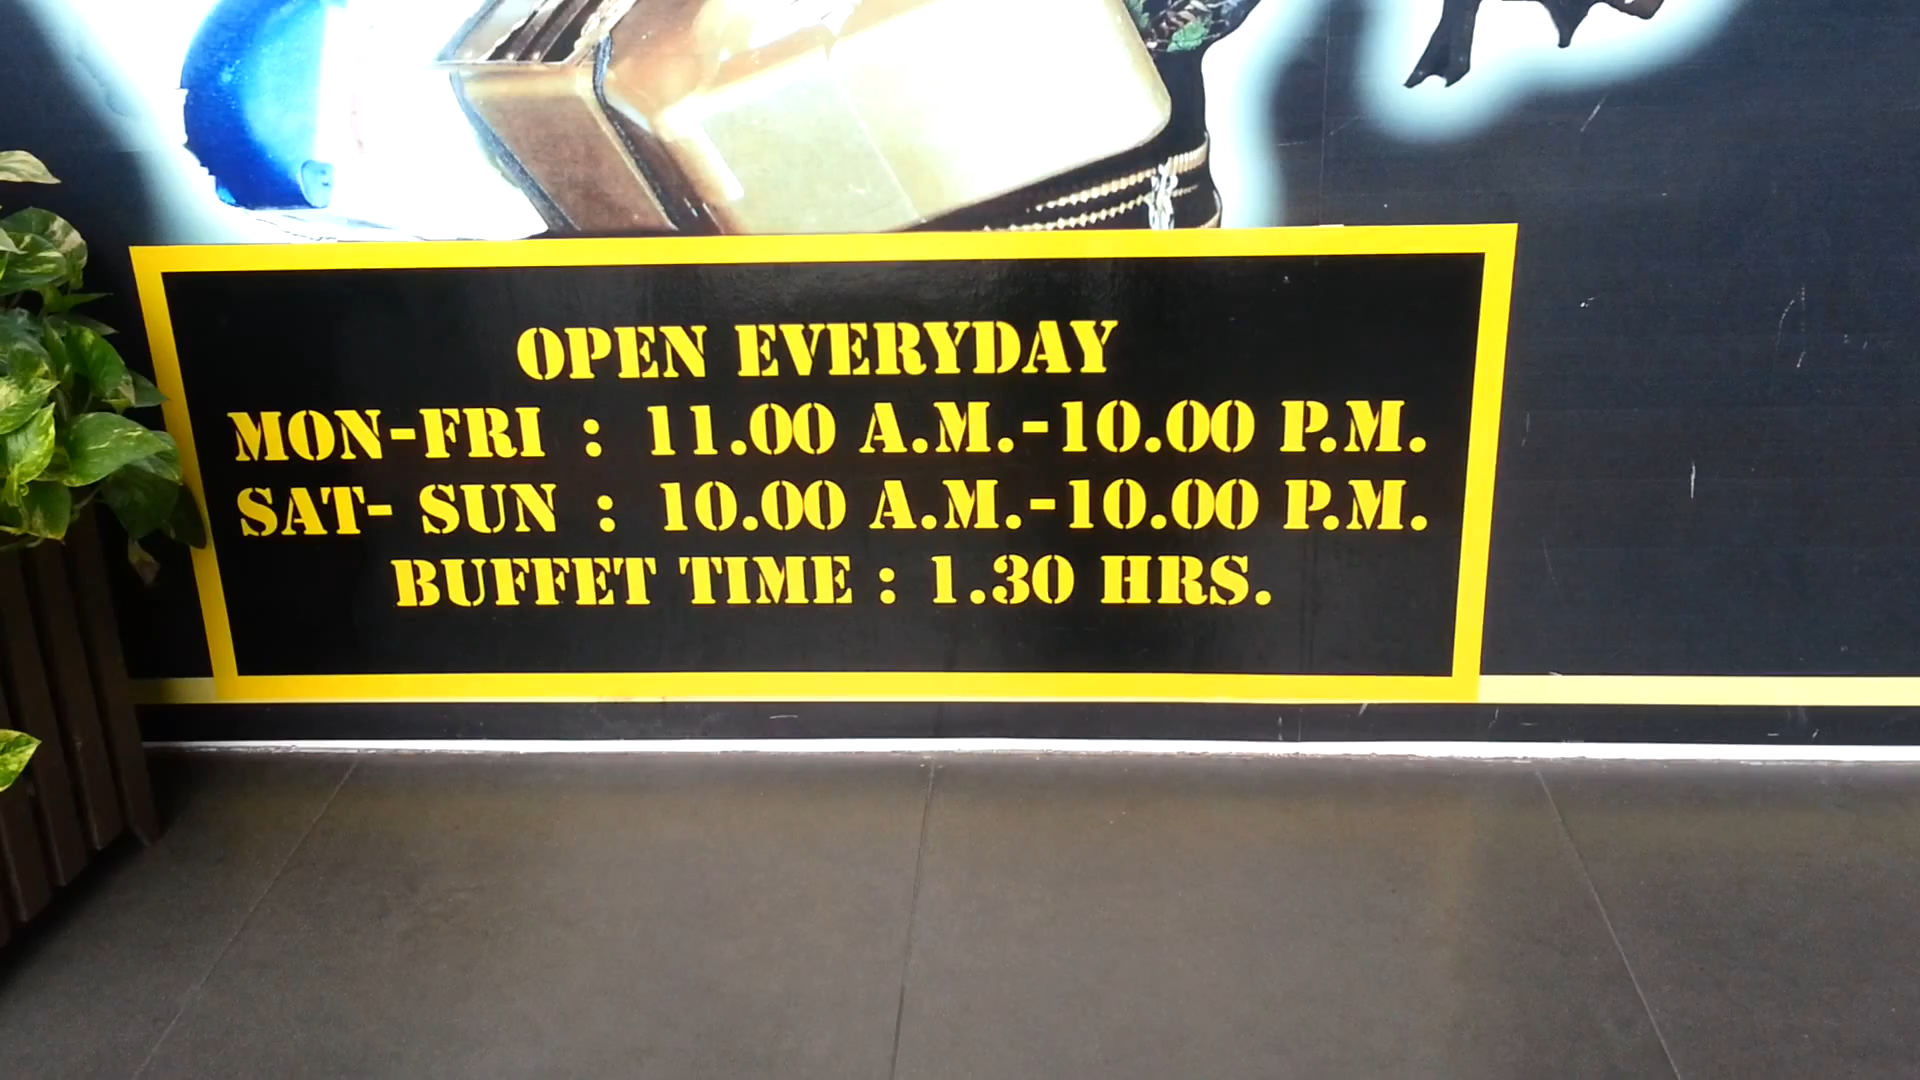 OPEN EVERYDAY
MON-FRI : 11.00 A.M.-10.00 P.M.
SAT- SUN : 10.00 A.M.-10.00 P.M.
BUFFET TIME : 1.30 HRS.